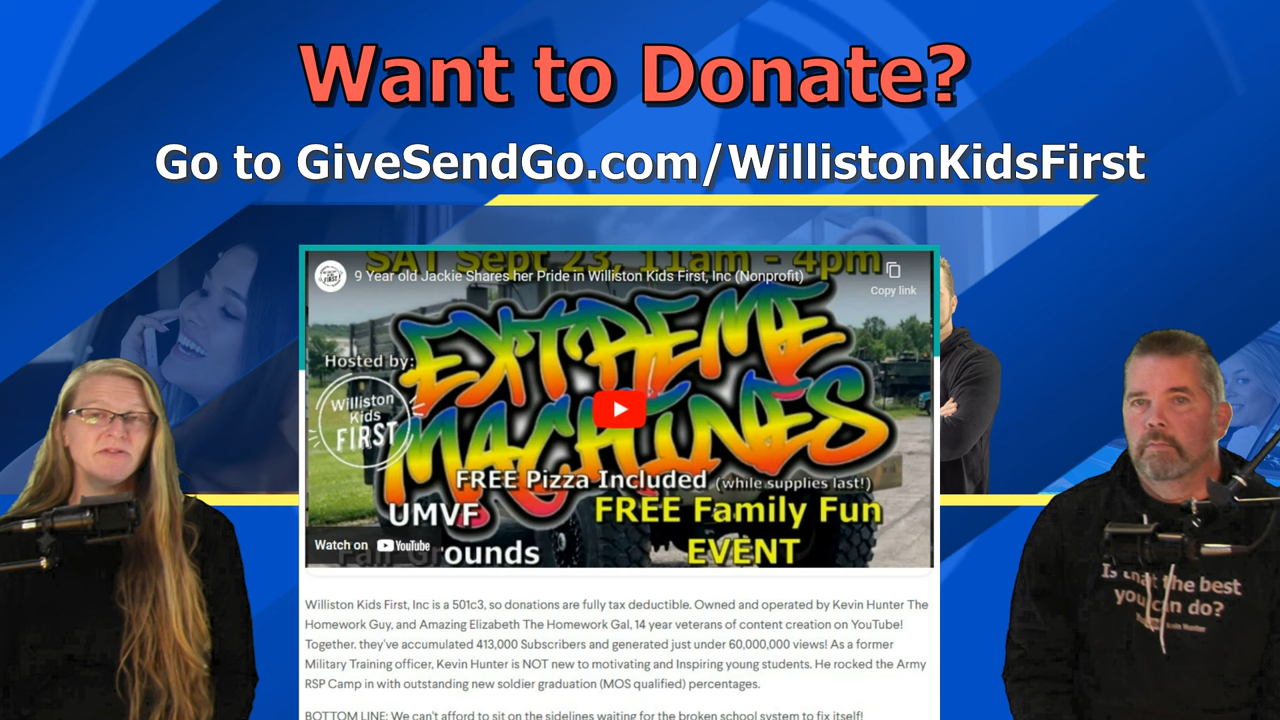 Want to Donate?
Go to GiveSendGo.com/WillistonKidsFirst
SAT Sept 23, 11am - 4pm
9 Year old Jackie Shares her Pride in Williston Kids First, Inc (Nonprofit)
Copy link
EXTREME
MACHINES
Hosted by:
Williston
Kids
FIRST
FREE Pizza Included (while supplies last!)
UMVF
FREE Family Fun
Watch on YouTube
Fair Grounds
EVENT
Is that the best
you can do?
Kevin Hunter
Williston Kids First, Inc is a 501c3, so donations are fully tax deductible. Owned and operated by Kevin Hunter The
Homework Guy, and Amazing Elizabeth The Homework Gal, 14 year veterans of content creation on YouTube!
Together, they've accumulated 413,000 Subscribers and generated just under 60,000,000 views! As a former
Military Training officer, Kevin Hunter is NOT new to motivating and Inspiring young students. He rocked the Army
RSP Camp in with outstanding new soldier graduation (MOS qualified) percentages.
BOTTOM LINE: We can't afford to sit on the sidelines waiting for the broken school system to fix itself!